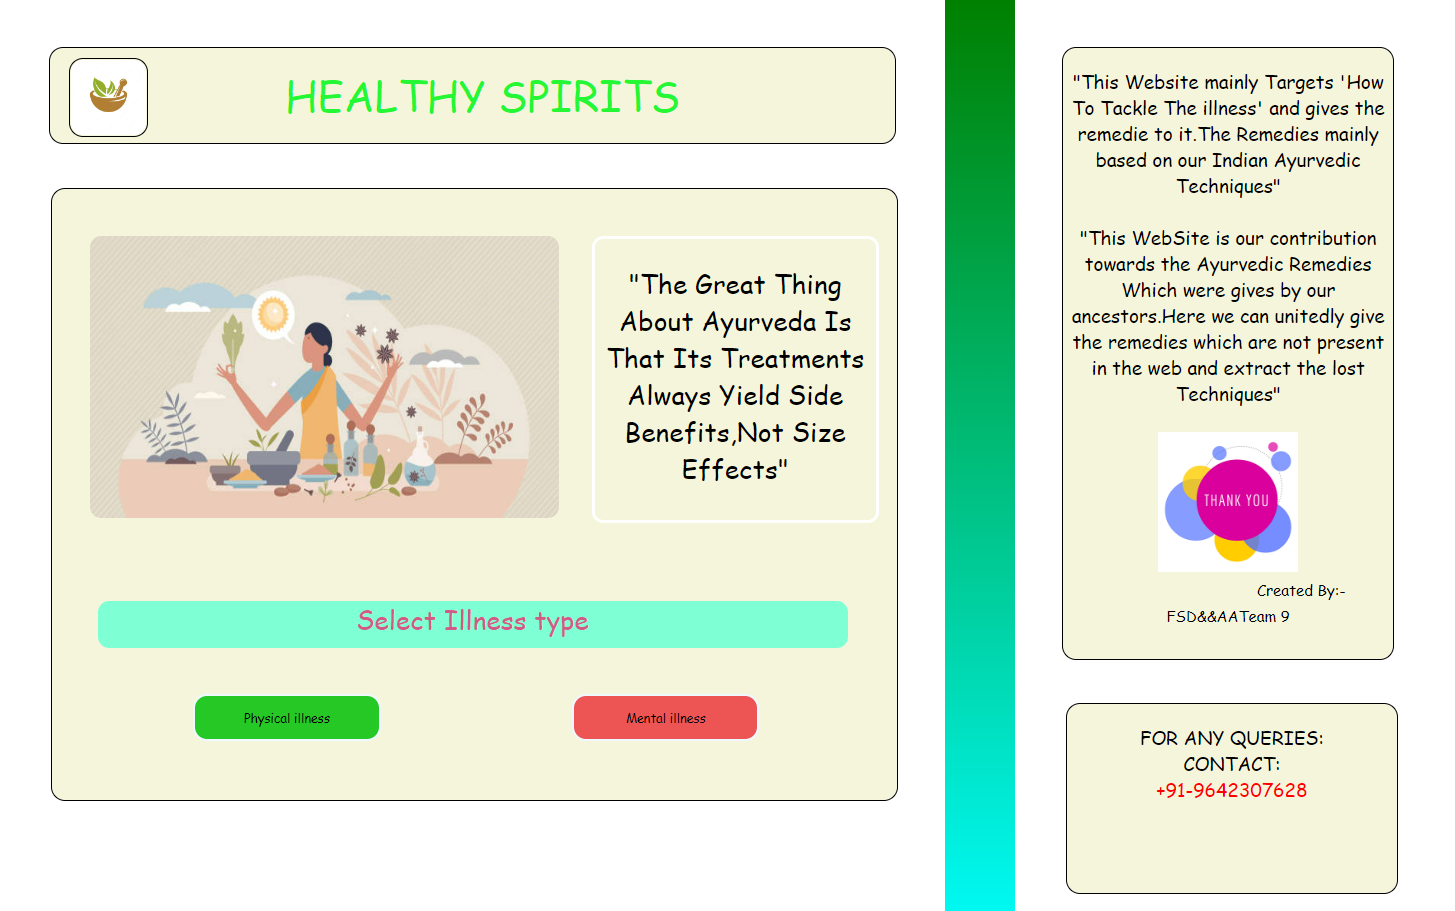 HEALTHY SPIRITS
"The Great Thing
About Ayurveda Is
That Its Treatments
Always Yield Side
Benefits,Not Size
Effects"
Select Illness type
Physical illness
Mental illness
"This Website mainly Targets 'How
To Tackle The illness' and gives the
remedie to it.The Remedies mainly
based on our Indian Ayurvedic
Techniques"
"This WebSite is our contribution
towards the Ayurvedic Remedies
Which were gives by our
ancestors.Here we can unitedly give
the remedies which are not present
in the web and extract the lost
Techniques"
THANK YOU
Created By:-
FSD&&AATeam 9
FOR ANY QUERIES:
CONTACT:
+91-9642307628